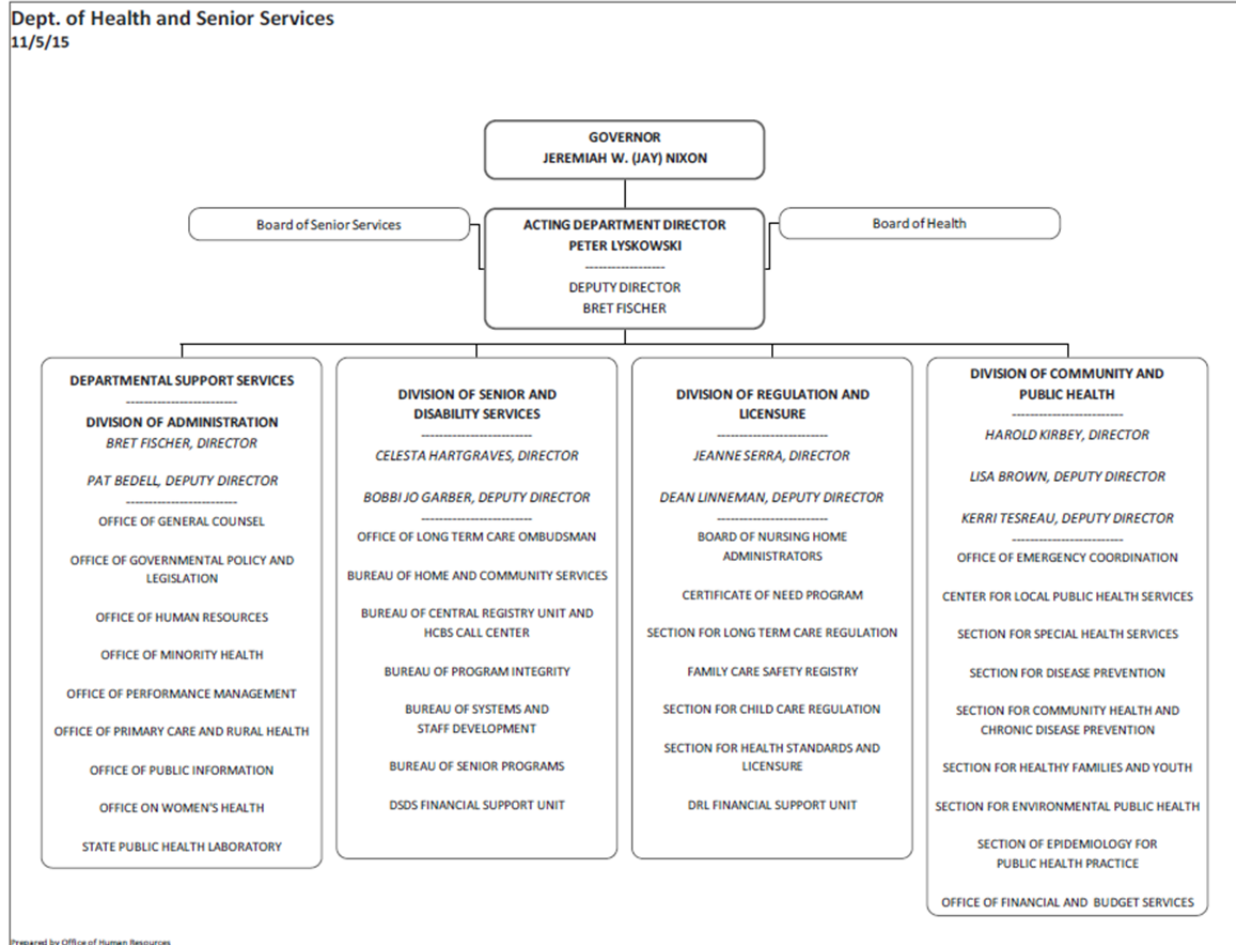 Dept. of Health and Senior Services
11/5/15
GOVERNOR
JEREMIAH W. (JAY) NIXON
Board of Senior Services
ACTING DEPARTMENT DIRECTOR
PETER LYSKOWSKI
-------------------
DEPUTY DIRECTOR
BRET FISCHER
Board of Health
DEPARTMENTAL SUPPORT SERVICES
--------------------------
DIVISION OF ADMINISTRATION
BRET FISCHER, DIRECTOR
PAT BEDELL, DEPUTY DIRECTOR
--------------------------
OFFICE OF GENERAL COUNSEL
OFFICE OF GOVERNMENTAL POLICY AND
LEGISLATION
OFFICE OF HUMAN RESOURCES
OFFICE OF MINORITY HEALTH
OFFICE OF PERFORMANCE MANAGEMENT
OFFICE OF PRIMARY CARE AND RURAL HEALTH
OFFICE OF PUBLIC INFORMATION
OFFICE ON WOMEN'S HEALTH
STATE PUBLIC HEALTH LABORATORY
DIVISION OF SENIOR AND
DISABILITY SERVICES
--------------------------
CELESTA HARTGRAVES, DIRECTOR
BOBBI JO GARBER, DEPUTY DIRECTOR
--------------------------
OFFICE OF LONG TERM CARE OMBUDSMAN
BUREAU OF HOME AND COMMUNITY SERVICES
BUREAU OF CENTRAL REGISTRY UNIT AND
HCBS CALL CENTER
BUREAU OF PROGRAM INTEGRITY
BUREAU OF SYSTEMS AND
STAFF DEVELOPMENT
BUREAU OF SENIOR PROGRAMS
DSDS FINANCIAL SUPPORT UNIT
DIVISION OF REGULATION AND
LICENSURE
--------------------------
JEANNE SERRA, DIRECTOR
DEAN LINNEMAN, DEPUTY DIRECTOR
--------------------------
BOARD OF NURSING HOME
ADMINISTRATORS
CERTIFICATE OF NEED PROGRAM
SECTION FOR LONG TERM CARE REGULATION
FAMILY CARE SAFETY REGISTRY
SECTION FOR CHILD CARE REGULATION
SECTION FOR HEALTH STANDARDS AND
LICENSURE
DRL FINANCIAL SUPPORT UNIT
DIVISION OF COMMUNITY AND
PUBLIC HEALTH
--------------------------
HAROLD KIRBEY, DIRECTOR
LISA BROWN, DEPUTY DIRECTOR
KERRI TESREAU, DEPUTY DIRECTOR
--------------------------
OFFICE OF EMERGENCY COORDINATION
CENTER FOR LOCAL PUBLIC HEALTH SERVICES
SECTION FOR SPECIAL HEALTH SERVICES
SECTION FOR DISEASE PREVENTION
SECTION FOR COMMUNITY HEALTH AND
CHRONIC DISEASE PREVENTION
SECTION FOR HEALTHY FAMILIES AND YOUTH
SECTION FOR ENVIRONMENTAL PUBLIC HEALTH
SECTION OF EPIDEMIOLOGY FOR
PUBLIC HEALTH PRACTICE
OFFICE OF FINANCIAL AND BUDGET SERVICES
Prepared by Office of Human Resources